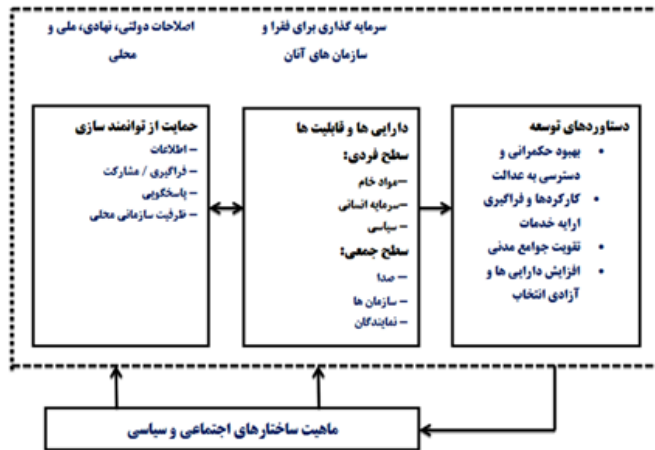 اصلاحات دولتی، نهادی، ملی و
محلی
سرمایه گذاری برای فقرا و
سازمان های آنان
حمایت از توانمند سازی
– اطلاعات
– فراگیری / مشارکت
– پاسخگویی
– ظرفیت سازمانی محلی
دارایی ها و قابلیت ها
سطح فردی:
–مواد خام
–سرمایه انسانی
– سیاسی
سطح جمعی:
– صدا
– سازمان ها
– نمایندگان
دستاوردهای توسعه
• بهبود حکمرانی و
دسترسی به عدالت
• کارکردها و فراگیری
ارایه خدمات
• تقویت جوامع مدنی
• افزایش دارایی ها و
آزادی انتخاب
ماهیت ساختارهای اجتماعی و سیاسی